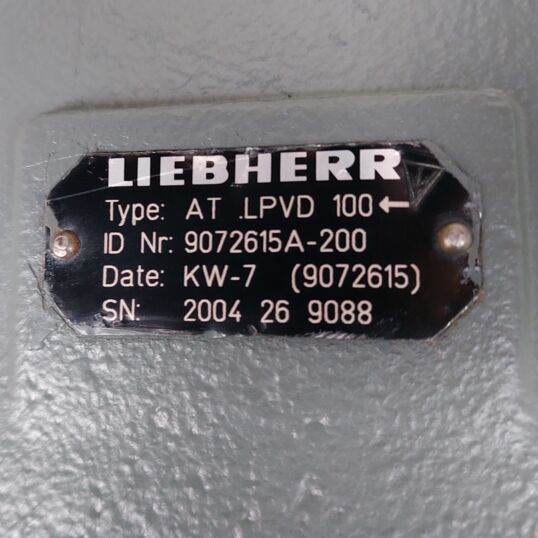 LIEBHERR
Type: AT .LPVD 100←
ID Nr: 9072615A-200
Date: KW-7 (9072615)
SN: 2004 26 9088